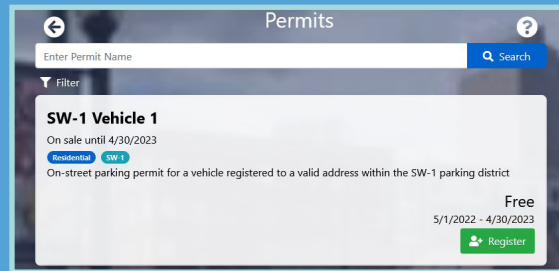 Permits
Enter Permit Name
Search
Filter
SW-1 Vehicle 1
On sale until 4/30/2023
Residential SW-1
On-street parking permit for a vehicle registered to a valid address within the SW-1 parking district
Free
5/1/2022 - 4/30/2023
Register